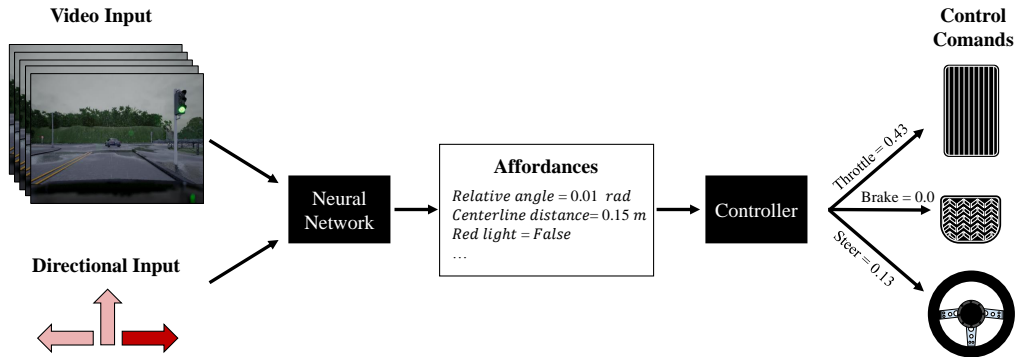 Video Input
Directional Input
Neural
Network
Affordances
Relative angle = 0.01 rad
Centerline distance= 0.15 m
Red light = False
…
Controller
Throttle = 0.43
Brake = 0.0
Steer = 0.13
Control
Comands